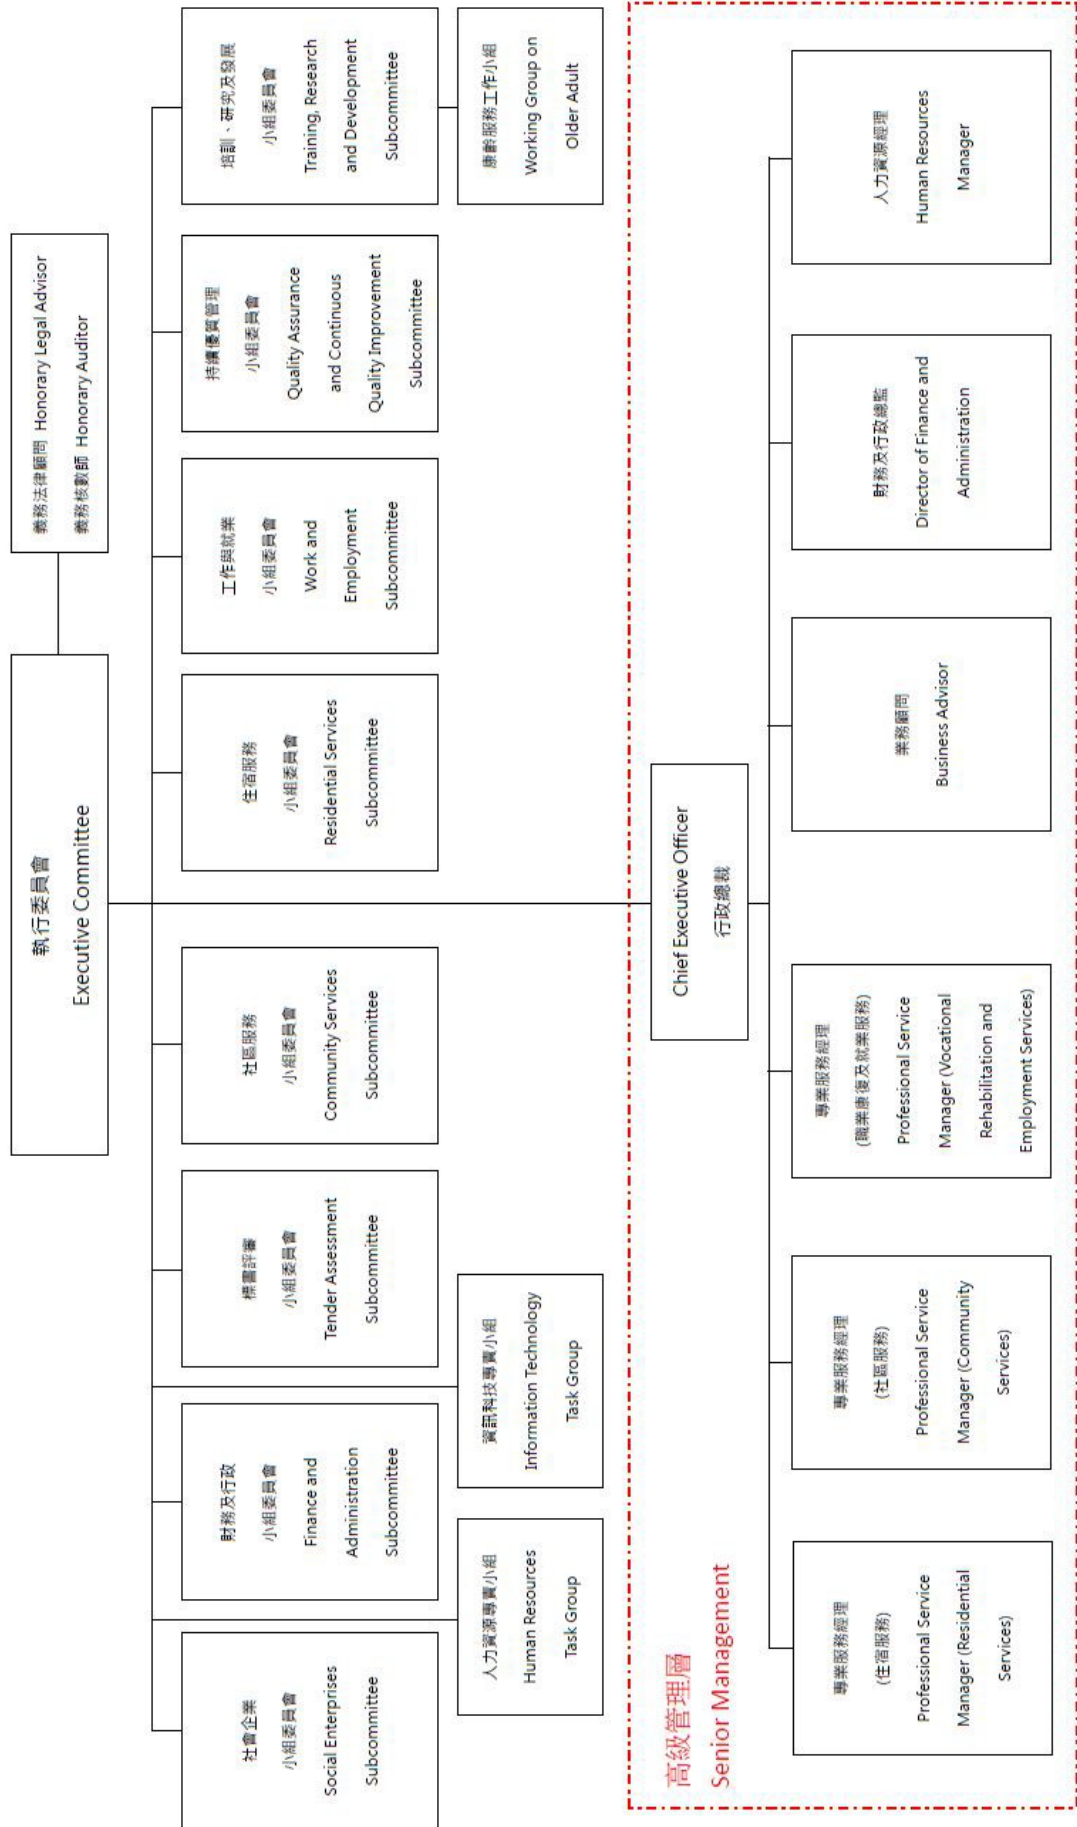 執行委員會
Executive Committee
義務法律顧問 Honorary Legal Advisor
義務核數師 Honorary Auditor
社會企業
小組委員會
Social Enterprises
Subcommittee
財務及行政
小組委員會
Finance and
Administration
Subcommittee
標書評審
小組委員會
Tender Assessment
Subcommittee
社區服務
小組委員會
Community Services
Subcommittee
住宿服務
小組委員會
Residential Services
Subcommittee
工作與就業
小組委員會
Work and
Employment
Subcommittee
持續優質管理
小組委員會
Quality Assurance
and Continuous
Quality Improvement
Subcommittee
培訓、研究及發展
小組委員會
Training, Research
and Development
Subcommittee
人力資源專責小組
Human Resources
Task Group
資訊科技專責小組
Information Technology
Task Group
康齡服務工作小組
Working Group on
Older Adult
高級管理層
Senior Management
Chief Executive Officer
行政總裁
專業服務經理
(住宿服務)
Professional Service
Manager (Residential
Services)
專業服務經理
(社區服務)
Professional Service
Manager (Community
Services)
專業服務經理
(職業康復及就業服務)
Professional Service
Manager (Vocational
Rehabilitation and
Employment Services)
業務顧問
Business Advisor
財務及行政總監
Director of Finance and
Administration
人力資源經理
Human Resources
Manager